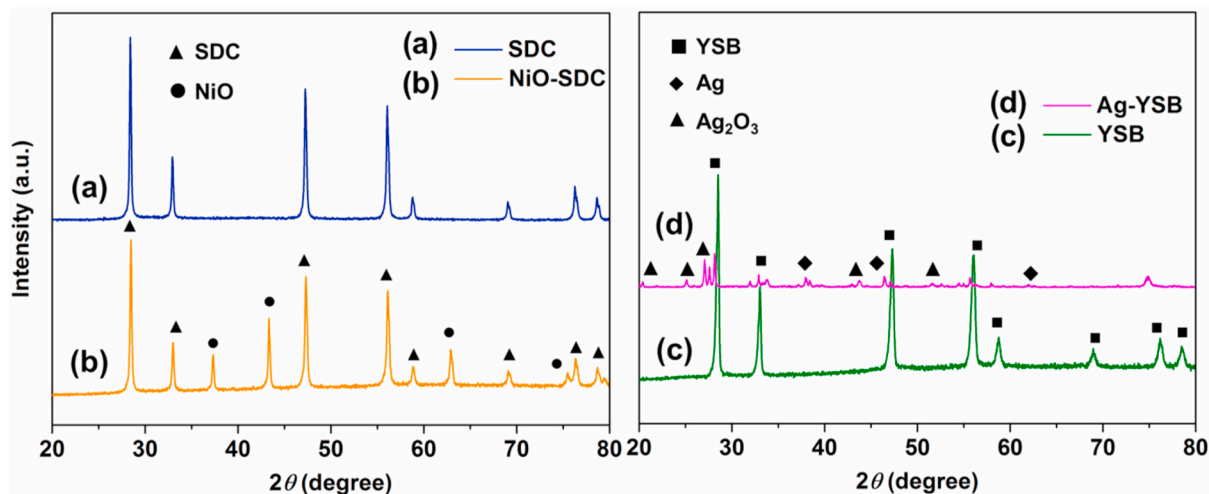 ▲ SDC
● NiO
(a) SDC
(b) NiO-SDC
(a)
(b)
Intensity (a.u.)
20 30 40 50 60 70 80
2θ (degree)
■ YSB
◆ Ag
▲ Ag₂O₃
(d) Ag-YSB
(c) YSB
(d)
(c)
20 30 40 50 60 70 80
2θ (degree)